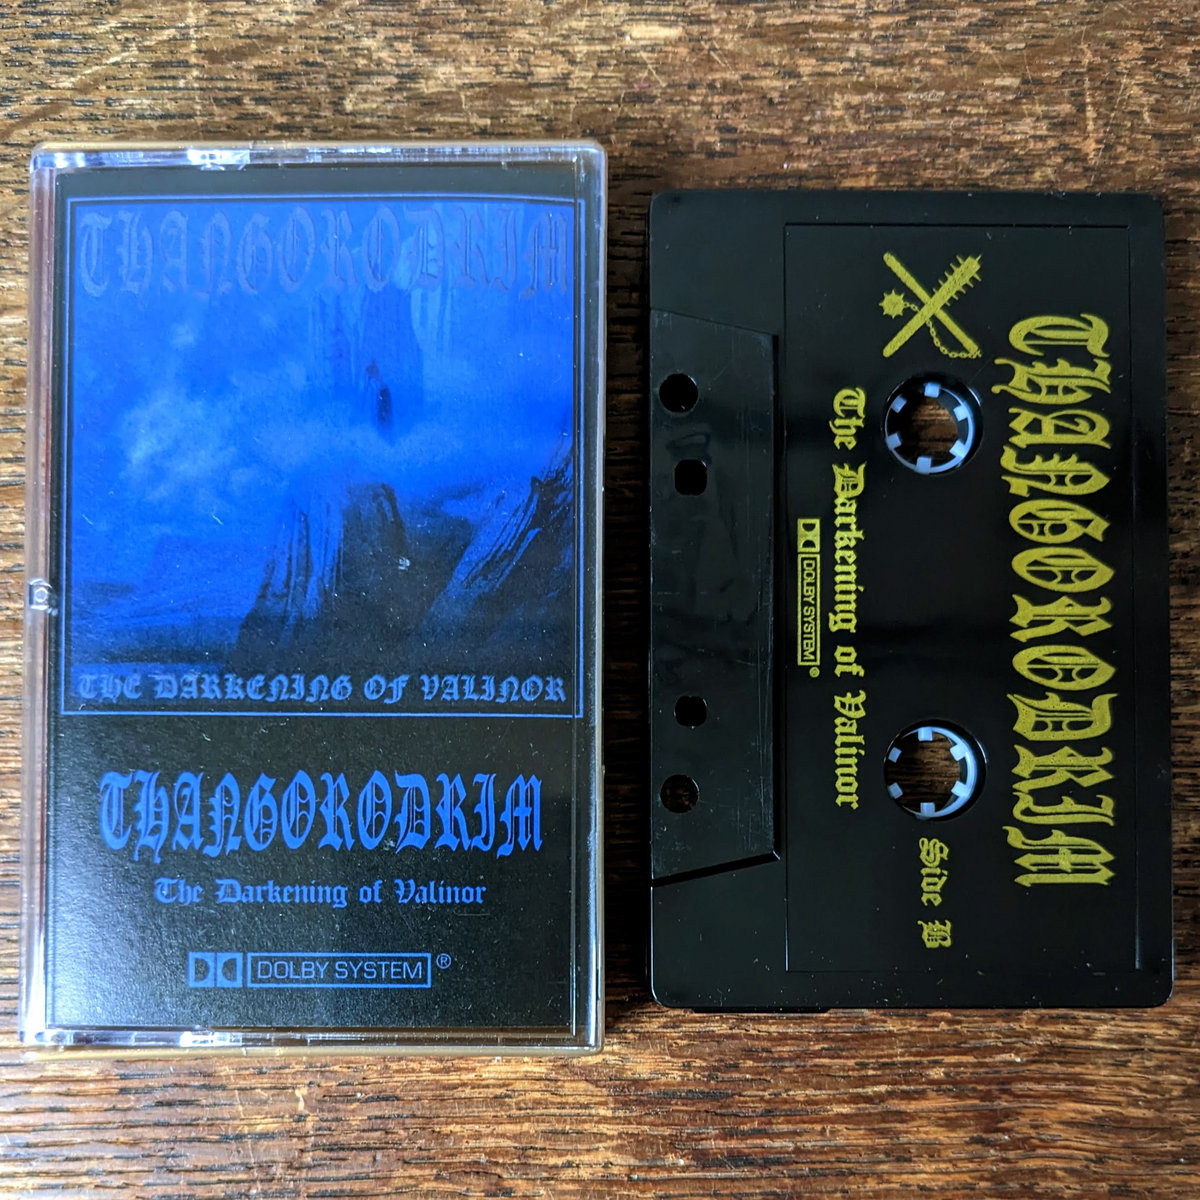 THANGORODRIM
THE DARKENING OF VALINOR
THANGORODRIM
The Darkening of Valinor
DOLBY SYSTEM®
THANGORODRIM
Side B
The Darkening of Valinor
DOLBY SYSTEM®